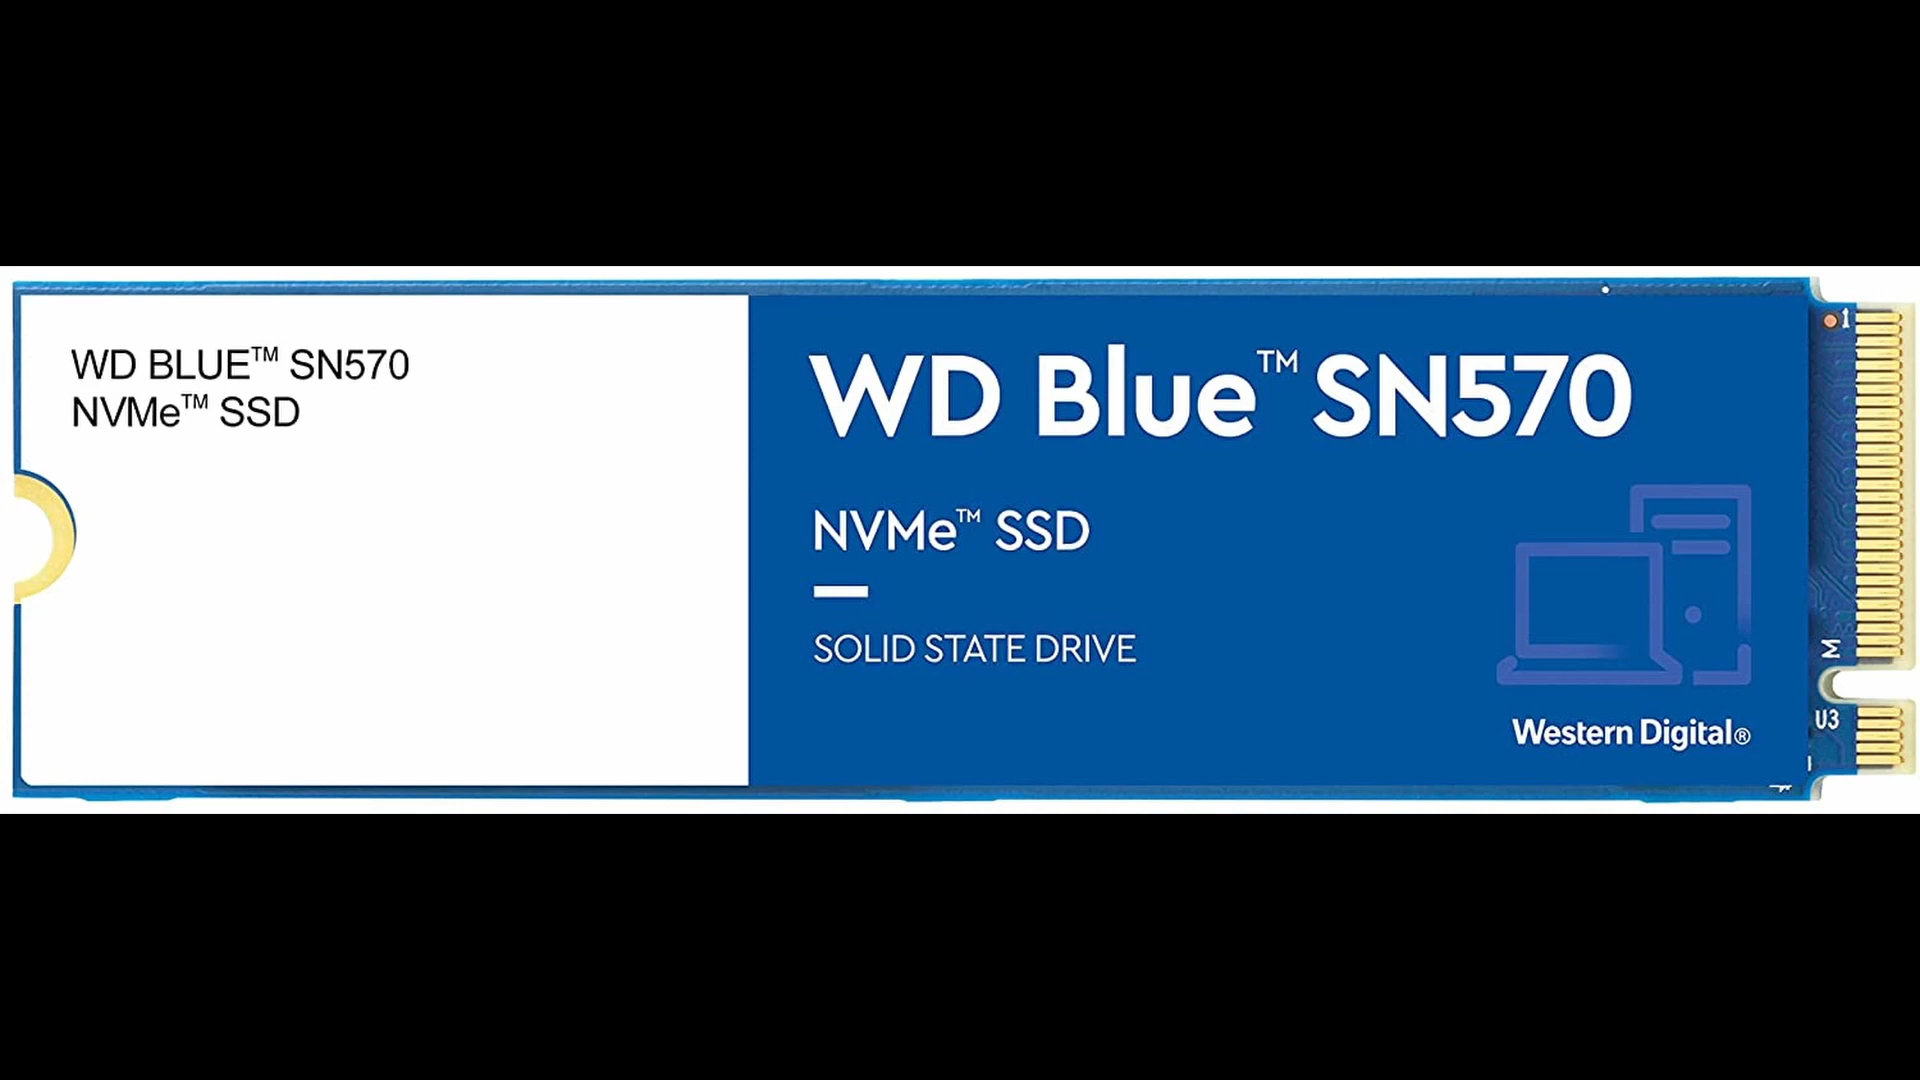 WD BLUE™ SN570
NVMe™ SSD
WD Blue™ SN570
NVMe™ SSD
SOLID STATE DRIVE
Western Digital®
1
M
U3